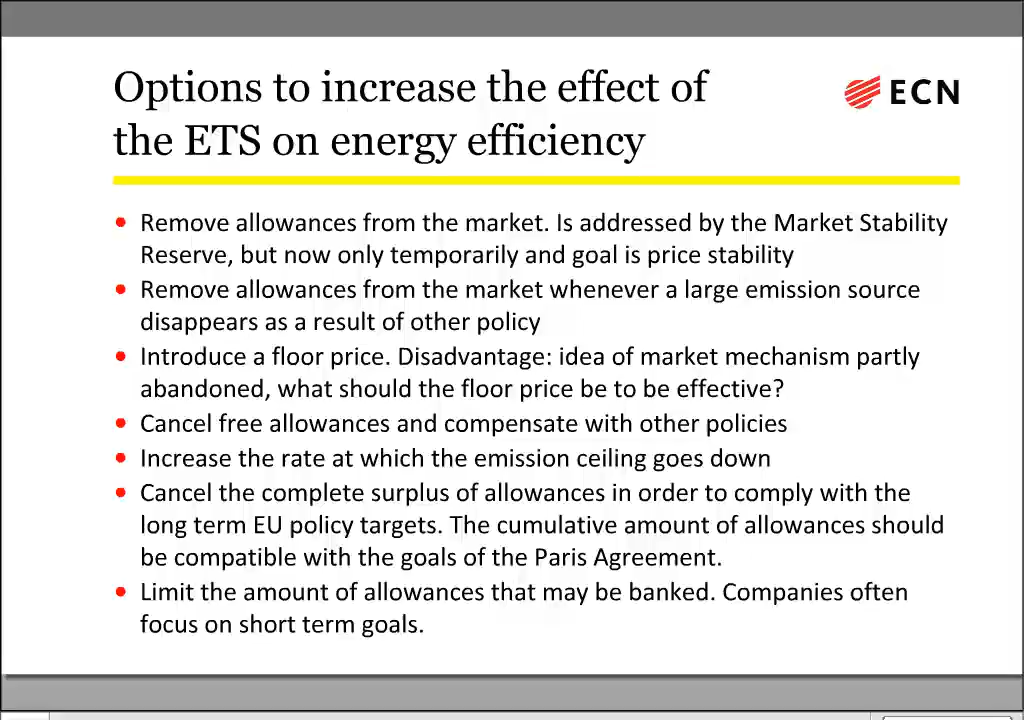 Options to increase the effect of
the ETS on energy efficiency
ECN
• Remove allowances from the market. Is addressed by the Market Stability
Reserve, but now only temporarily and goal is price stability
• Remove allowances from the market whenever a large emission source
disappears as a result of other policy
• Introduce a floor price. Disadvantage: idea of market mechanism partly
abandoned, what should the floor price be to be effective?
• Cancel free allowances and compensate with other policies
• Increase the rate at which the emission ceiling goes down
• Cancel the complete surplus of allowances in order to comply with the
long term EU policy targets. The cumulative amount of allowances should
be compatible with the goals of the Paris Agreement.
• Limit the amount of allowances that may be banked. Companies often
focus on short term goals.